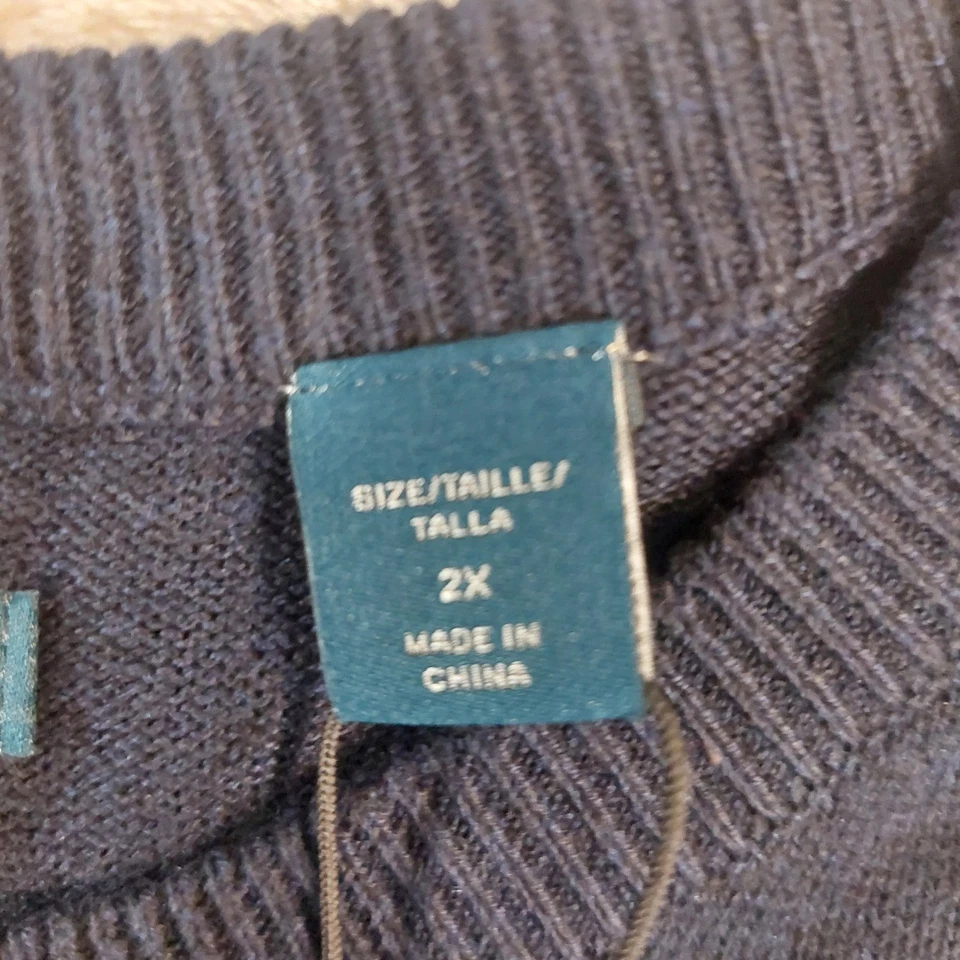 SIZE/TAILLE/
TALLA
2X
MADE IN
CHINA